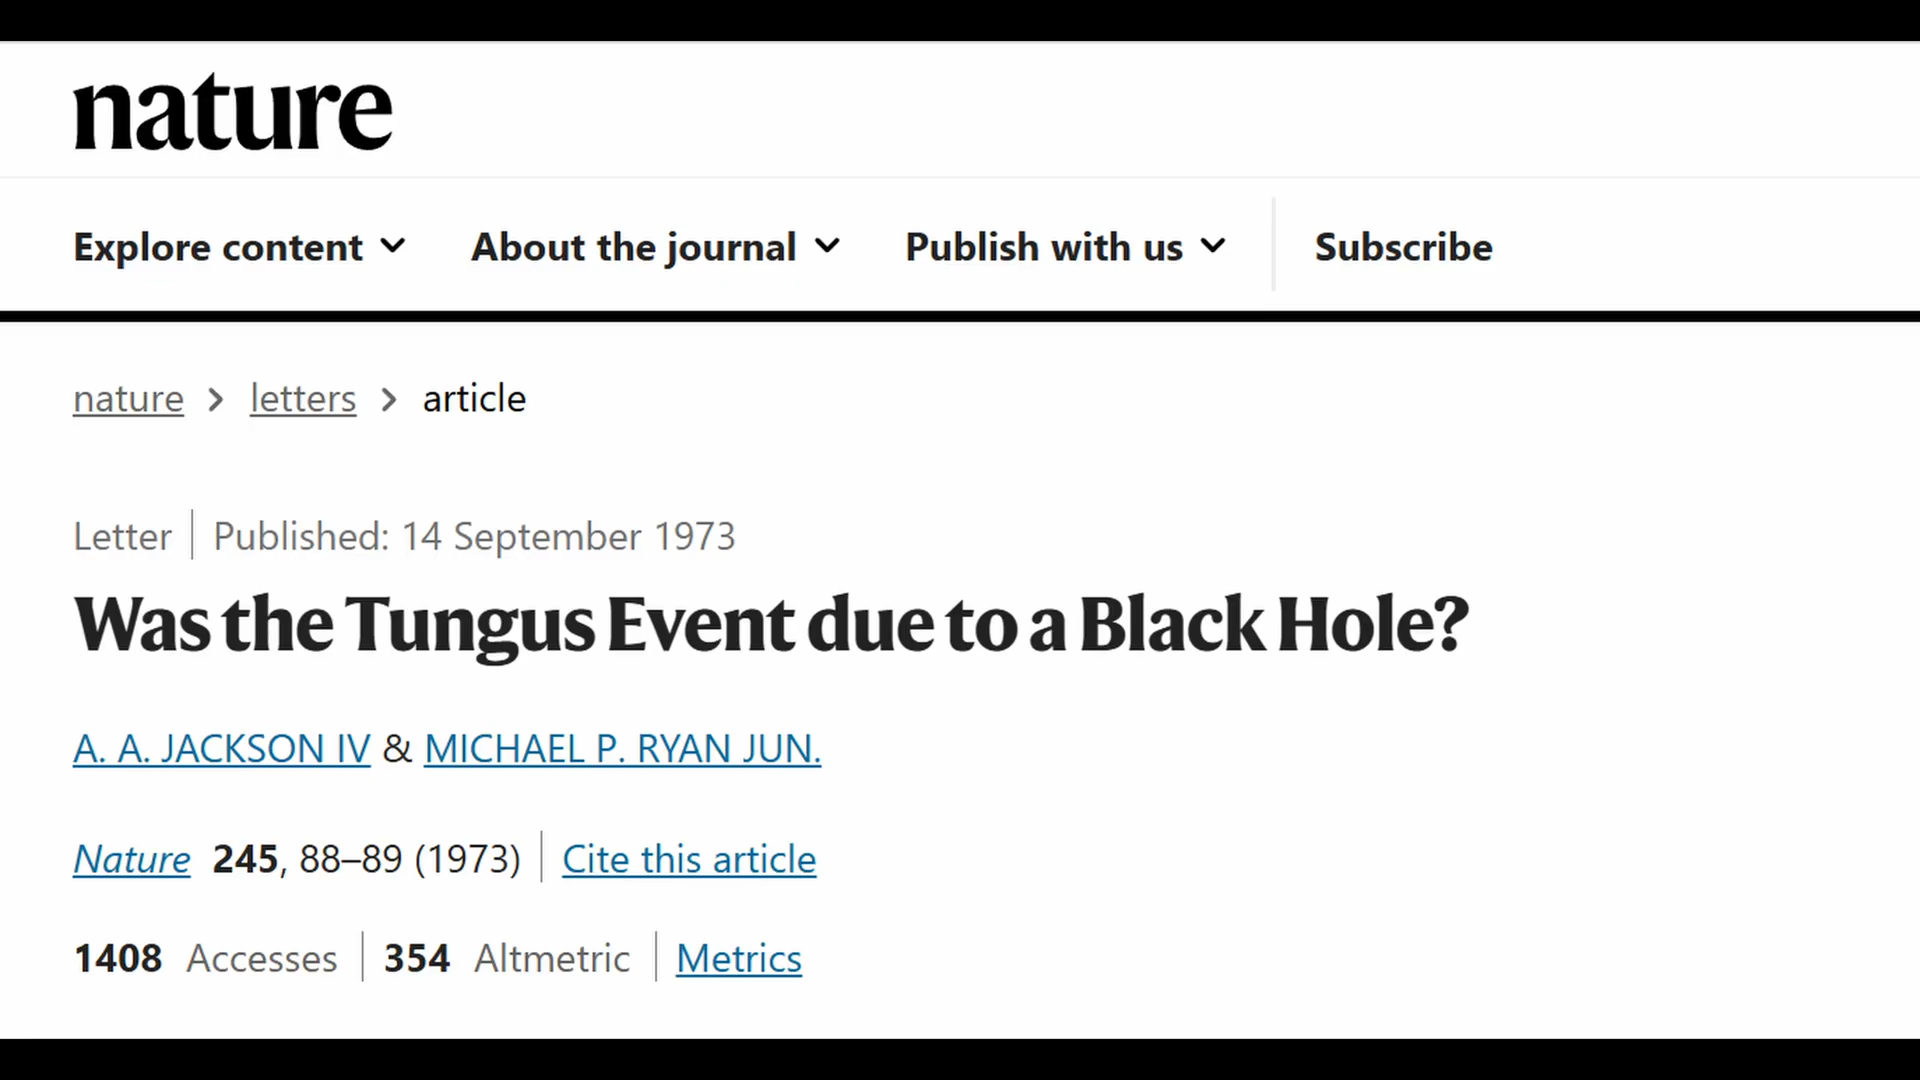 nature
Explore content About the journal Publish with us Subscribe
nature > letters > article
Letter | Published: 14 September 1973
Was the Tungus Event due to a Black Hole?
A. A. JACKSON IV & MICHAEL P. RYAN JUN.
Nature 245, 88–89 (1973) | Cite this article
1408 Accesses | 354 Altmetric | Metrics